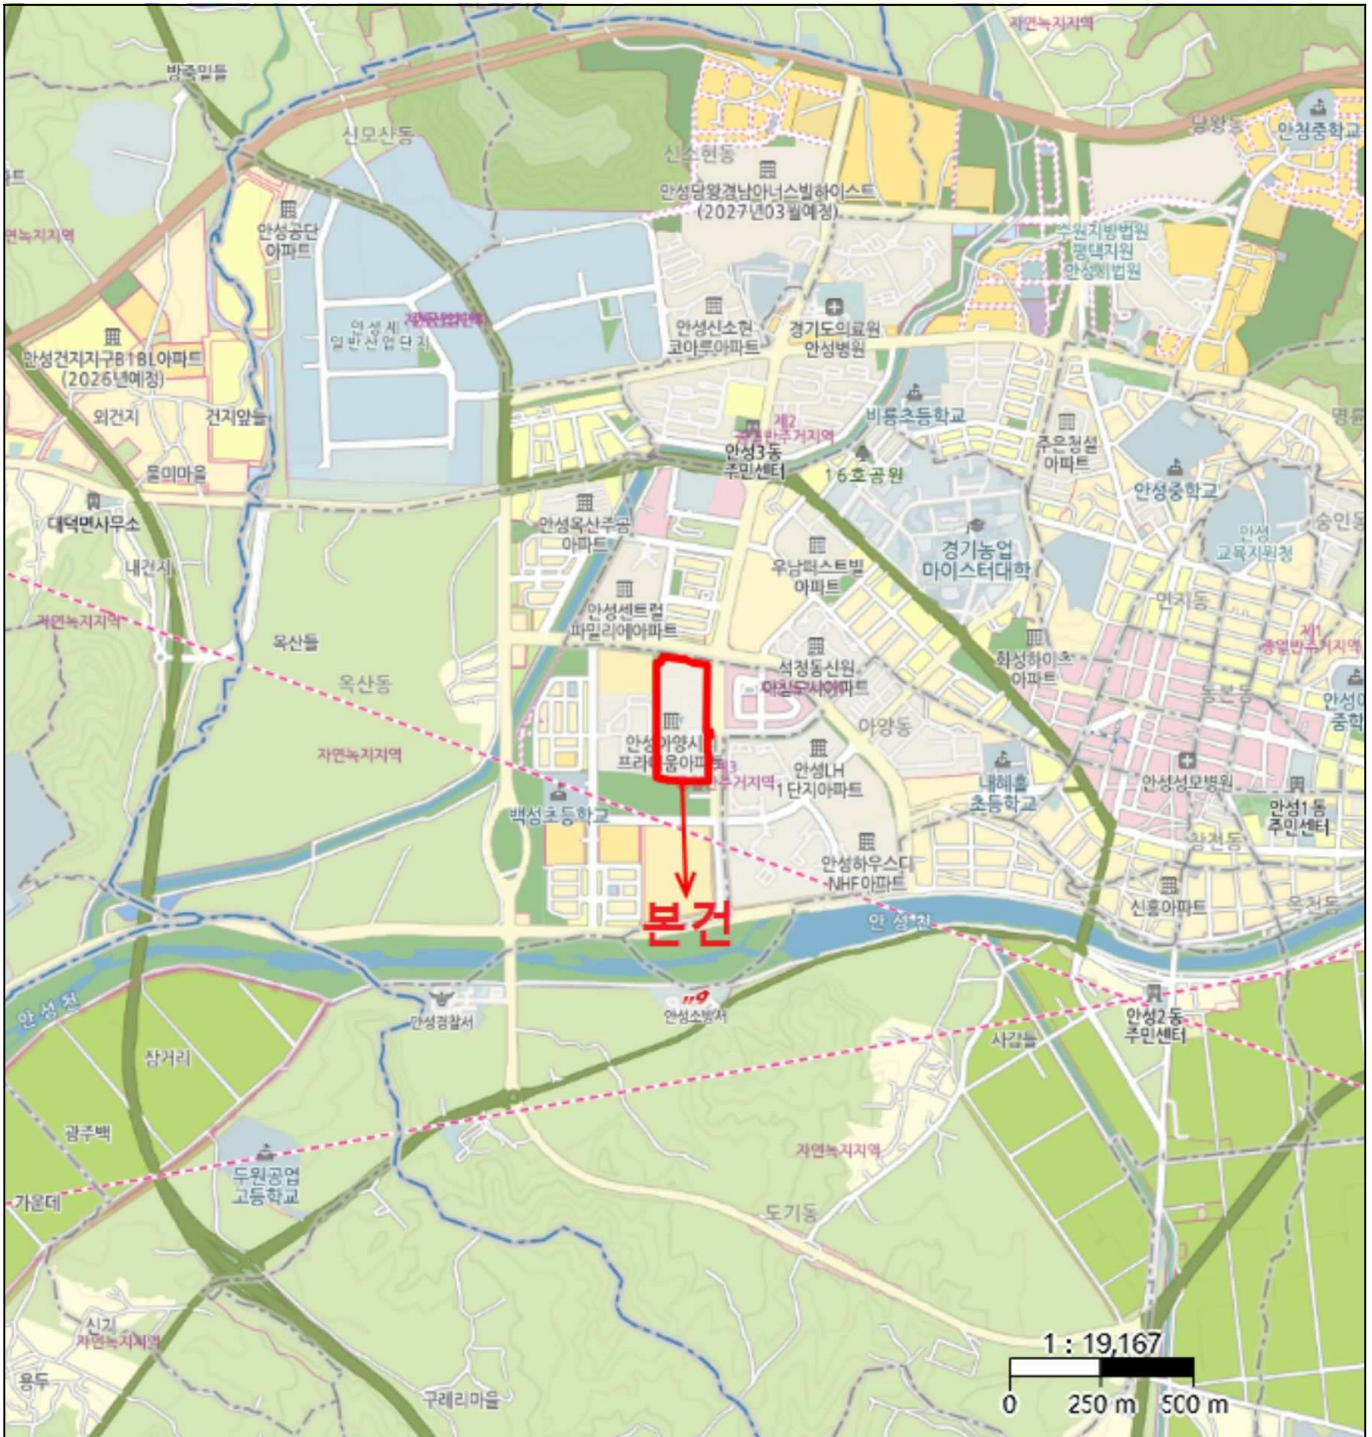 자연녹지지역
방죽밑들
신모산동
당왕동
안청중학교
신소현동
안성당왕경남아너스빌하이스트
(2027년03월예정)
안성공단
아파트
수원지방법원
평택지원
안성시법원
안성제
일반산업단지
안성신소현
코아루아파트
경기도의료원
안성병원
안성건지지구B1BL아파트
(2026년예정)
외건지
건지앞들
비룡초등학교
제2
주은청설
아파트
안성3동
주민센터
16호공원
물미마을
안성중학교
대덕면사무소
안성옥산주공
아파트
안성
교육지원청
숭인동
경기농업
마이스터대학
내건지
우남퍼스트빌
아파트
안성센트럴
파밀리에아파트
자연녹지지역
제1
옥산들
화성하이츠
아파트
석정동신원
옥산동
아양동
자연녹지지역
안성아양시
안성LH
1단지아파트
내혜홀
초등학교
안성성모병원
백성초등학교
안성1동
주민센터
창전동
안성하우스디
NHF아파트
신흥아파트
옥천동
본건
안성천
안성천
안성경찰서
119
안성소방서
안성2동
주민센터
사갑들
삼거리
광주백
자연녹지지역
두원공업
고등학교
가운데
도기동
신기
자연녹지지역
용두
구례리마을
1 : 19,167
0 250 m 500 m